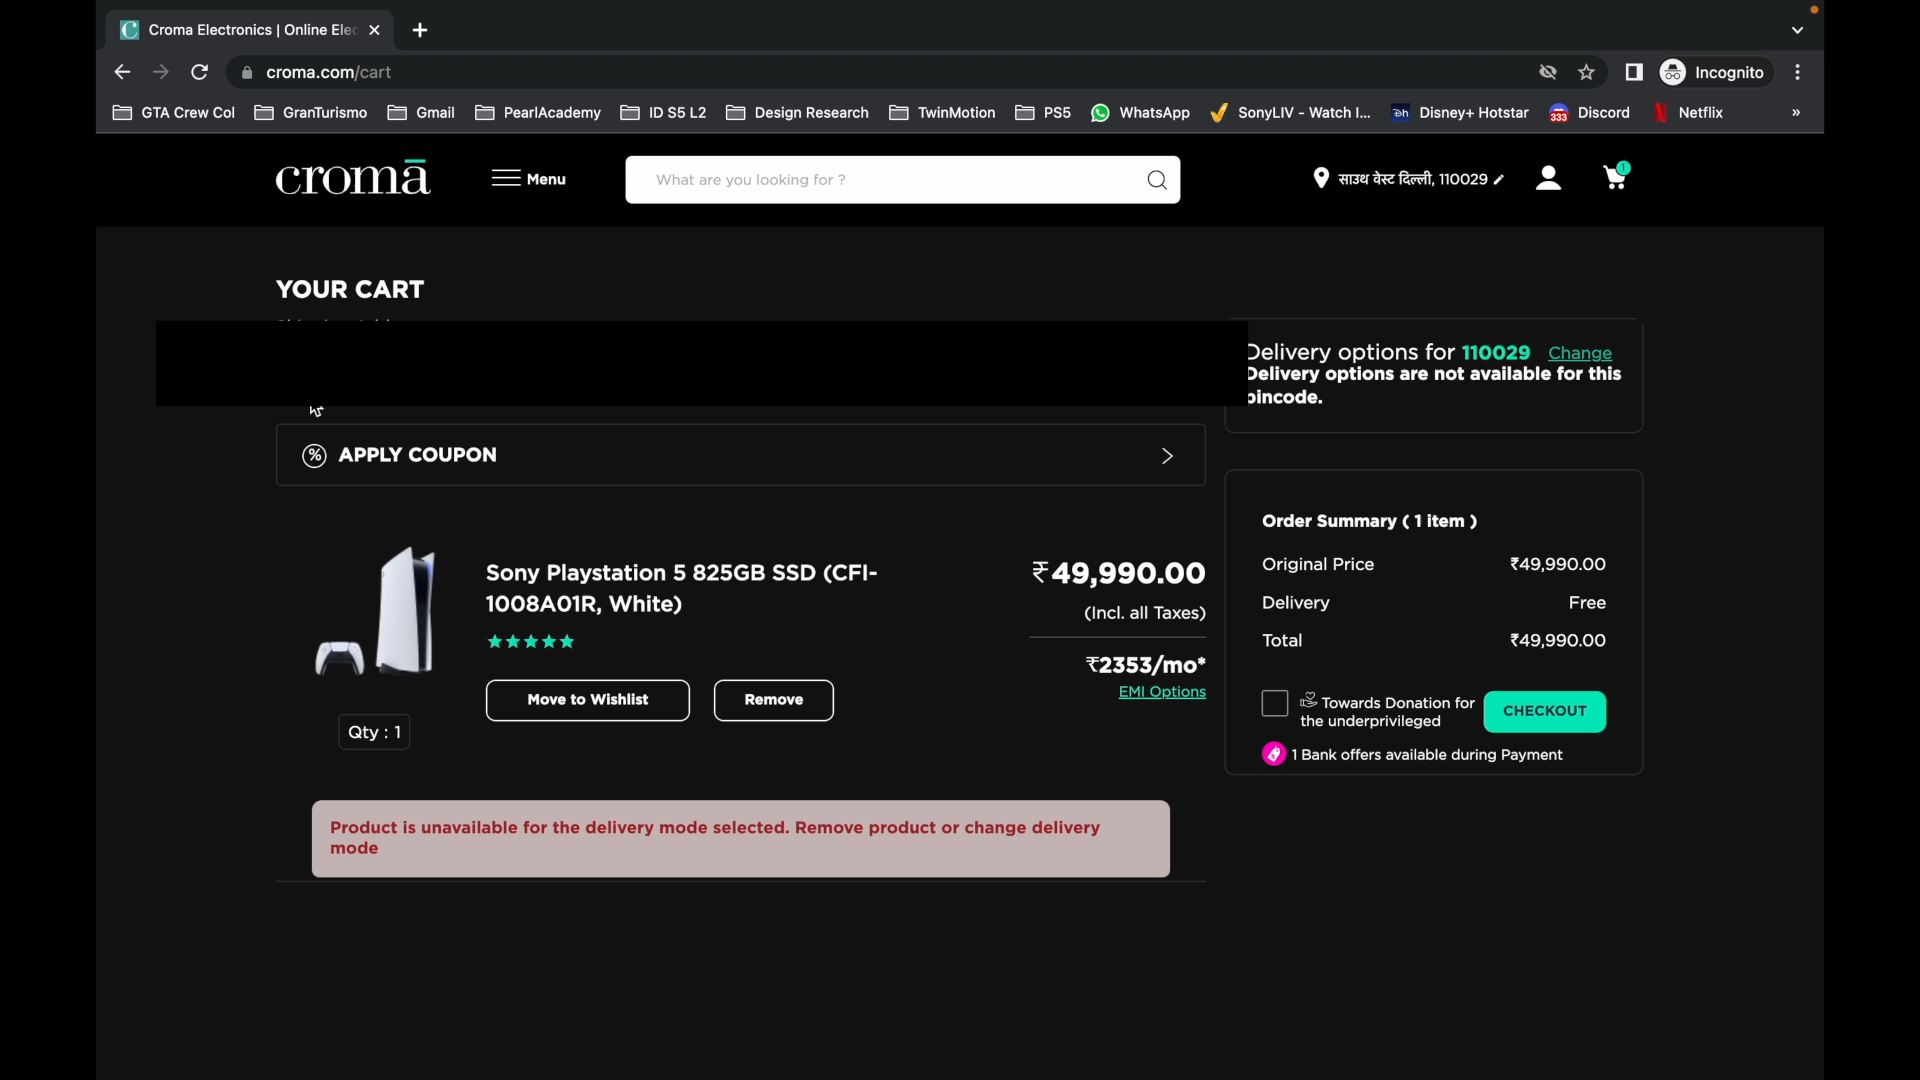 Croma Electronics | Online Elec
croma.com/cart
Incognito
GTA Crew Col
GranTurismo
Gmail
PearlAcademy
ID S5 L2
Design Research
TwinMotion
PS5
WhatsApp
SonyLIV - Watch I...
Disney+ Hotstar
Discord
Netflix
»
cromā
Menu
What are you looking for ?
साउथ वेस्ट दिल्ली, 110029
1
YOUR CART
Delivery options for 110029 Change
Delivery options are not available for this
pincode.
% APPLY COUPON
Sony Playstation 5 825GB SSD (CFI-
1008A01R, White)
Move to Wishlist
Remove
Qty : 1
₹49,990.00
(Incl. all Taxes)
₹2353/mo*
EMI Options
Product is unavailable for the delivery mode selected. Remove product or change delivery
mode
Order Summary ( 1 item )
Original Price ₹49,990.00
Delivery Free
Total ₹49,990.00
Towards Donation for
the underprivileged
CHECKOUT
1 Bank offers available during Payment